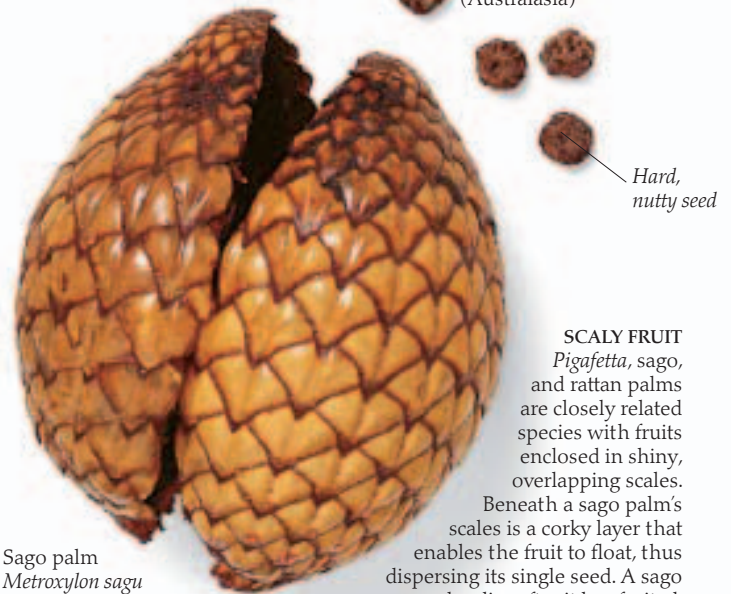 (Australasia)
Hard,
nutty seed
SCALY FRUIT
Pigafetta, sago,
and rattan palms
are closely related
species with fruits
enclosed in shiny,
overlapping scales.
Beneath a sago palm's
scales is a corky layer that
enables the fruit to float, thus
dispersing its single seed. A sago
Sago palm
Metroxylon sagu